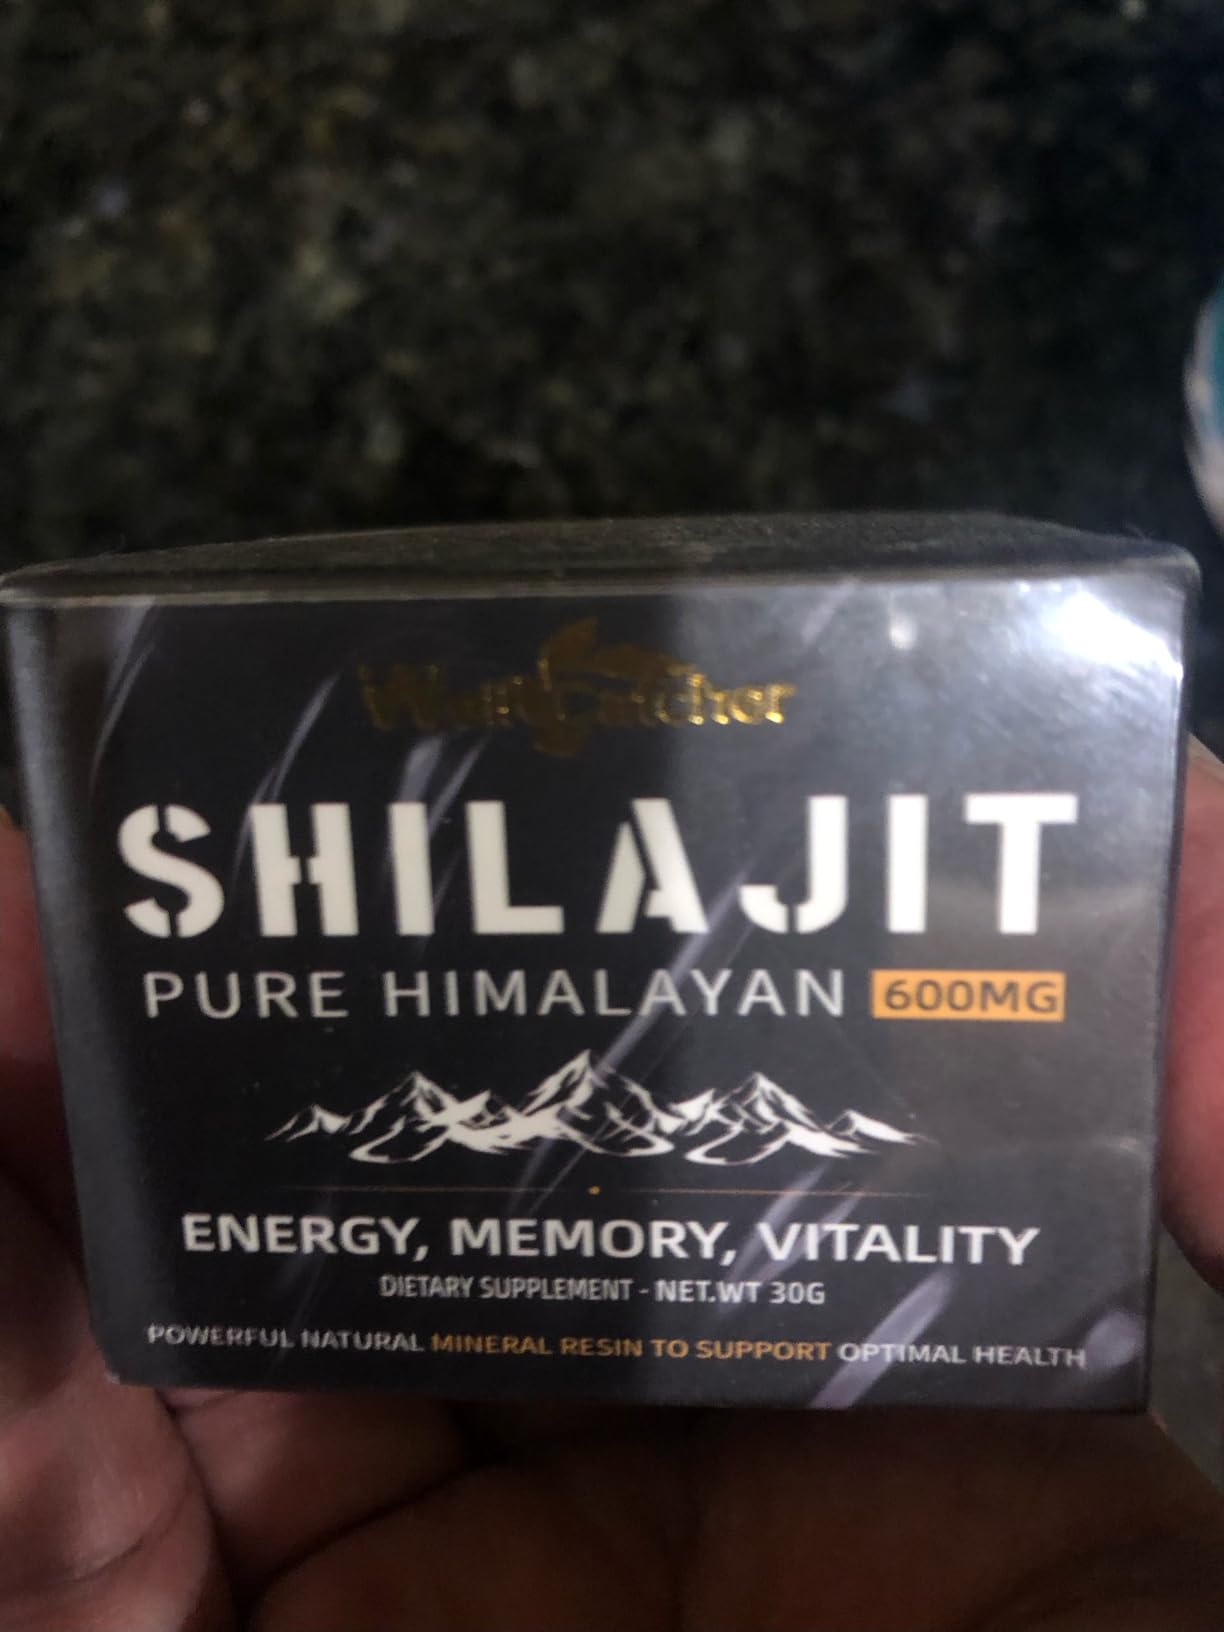 SHILAJIT
PURE HIMALAYAN 600MG
ENERGY, MEMORY, VITALITY
DIETARY SUPPLEMENT - NET.WT 30G
POWERFUL NATURAL MINERAL RESIN TO SUPPORT OPTIMAL HEALTH